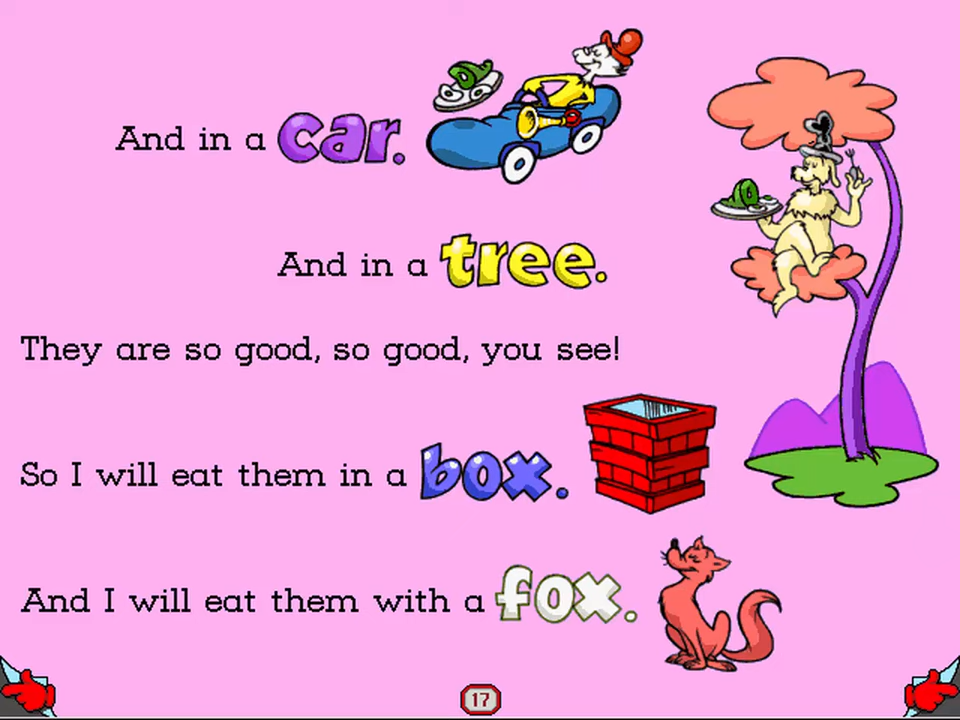 And in a car.
And in a tree.
They are so good, so good, you see!
So I will eat them in a box.
And I will eat them with a fox.
17